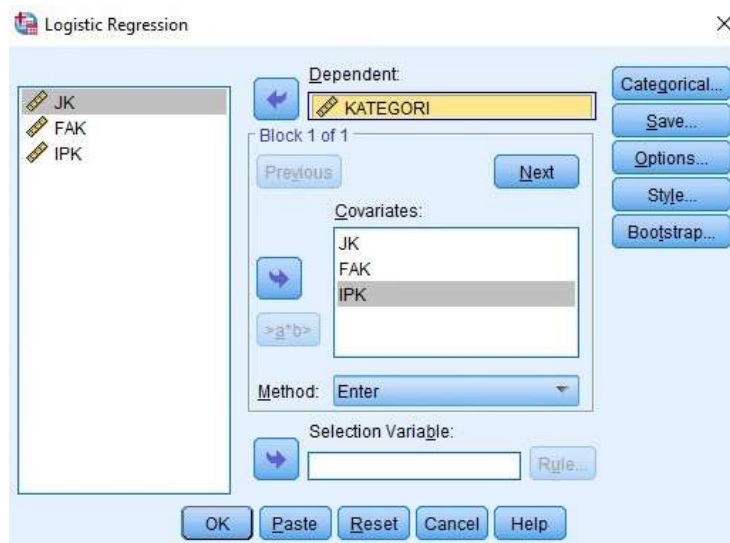 Logistic Regression
JK
FAK
IPK
Dependent:
KATEGORI
Block 1 of 1
Previous
Next
Covariates:
JK
FAK
IPK
>a*b>
Method: Enter
Selection Variable:
Rule...
Categorical...
Save...
Options...
Style...
Bootstrap...
OK Paste Reset Cancel Help